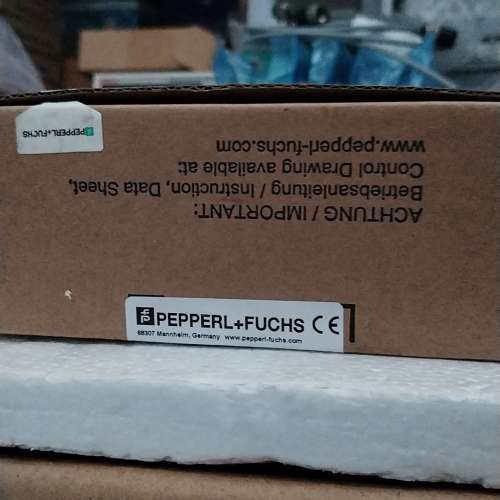 PEPPERL+FUCHS
ACHTUNG / IMPORTANT:
Betriebsanleitung / Instruction, Data Sheet,
Control Drawing available at:
www.pepperl-fuchs.com
PEPPERL+FUCHS CE
68307 Mannheim, Germany www.pepperl-fuchs.com